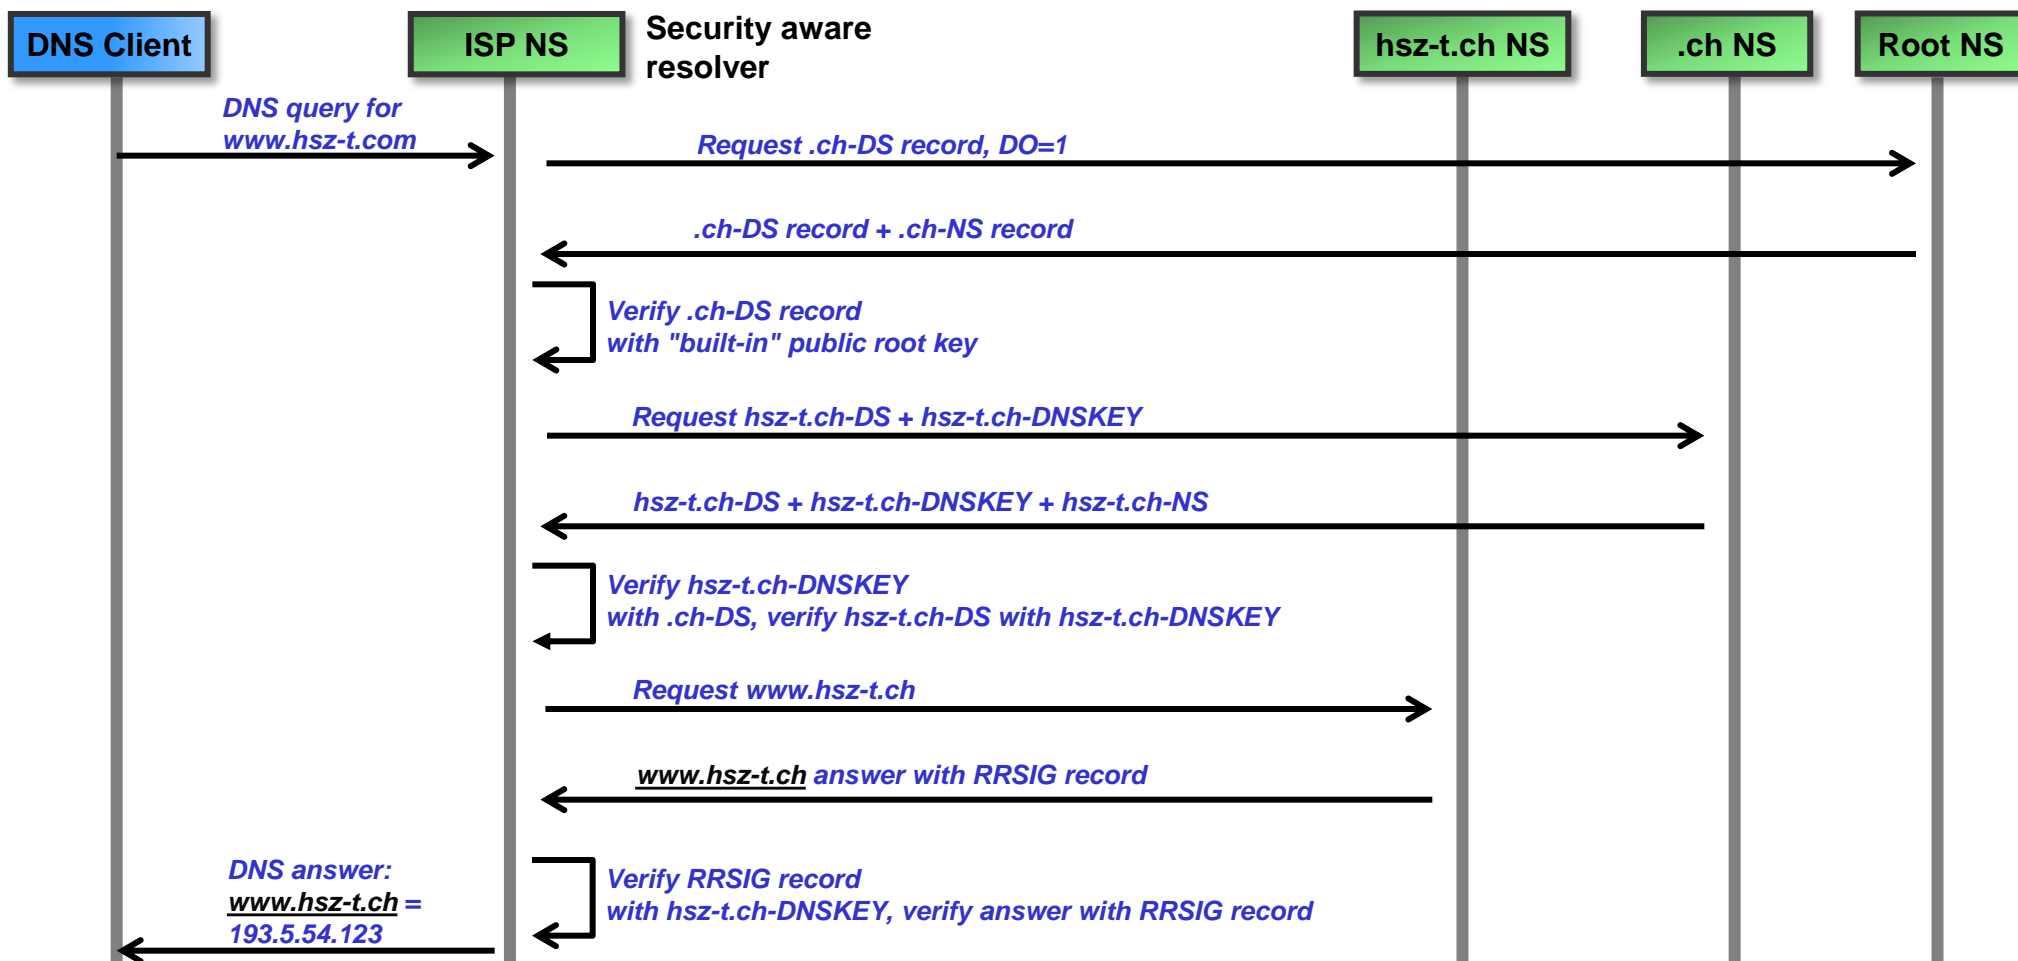 DNS Client
ISP NS
Security aware
resolver
hsz-t.ch NS
.ch NS
Root NS
DNS query for
www.hsz-t.com
Request .ch-DS record, DO=1
.ch-DS record + .ch-NS record
Verify .ch-DS record
with "built-in" public root key
Request hsz-t.ch-DS + hsz-t.ch-DNSKEY
hsz-t.ch-DS + hsz-t.ch-DNSKEY + hsz-t.ch-NS
Verify hsz-t.ch-DNSKEY
with .ch-DS, verify hsz-t.ch-DS with hsz-t.ch-DNSKEY
Request www.hsz-t.ch
www.hsz-t.ch answer with RRSIG record
Verify RRSIG record
with hsz-t.ch-DNSKEY, verify answer with RRSIG record
DNS answer:
www.hsz-t.ch =
193.5.54.123